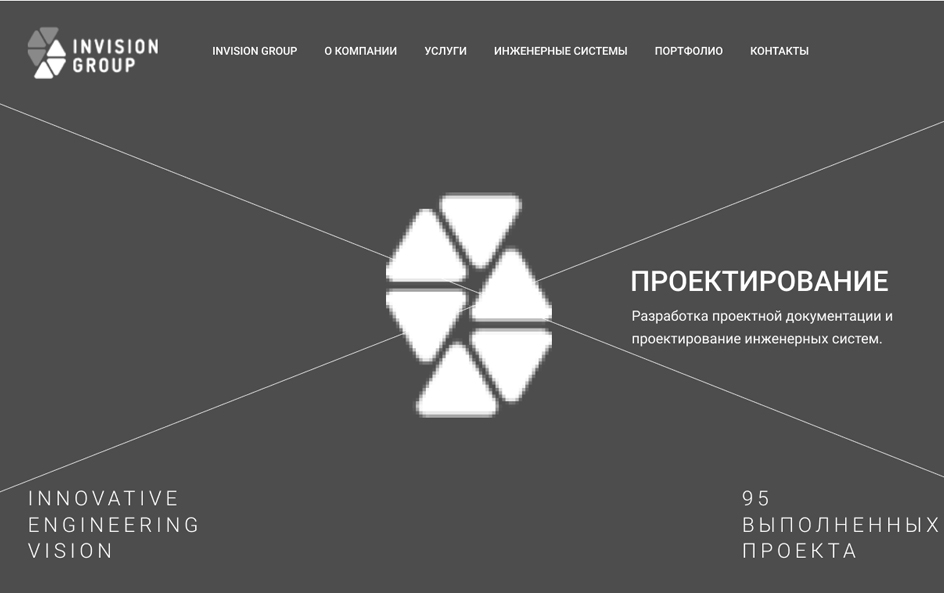 INVISION
GROUP
INVISION GROUP
О КОМПАНИИ
УСЛУГИ
ИНЖЕНЕРНЫЕ СИСТЕМЫ
ПОРТФОЛИО
КОНТАКТЫ
ПРОЕКТИРОВАНИЕ
Разработка проектной документации и
проектирование инженерных систем.
INNOVATIVE
ENGINEERING
VISION
95
ВЫПОЛНЕННЫХ
ПРОЕКТА